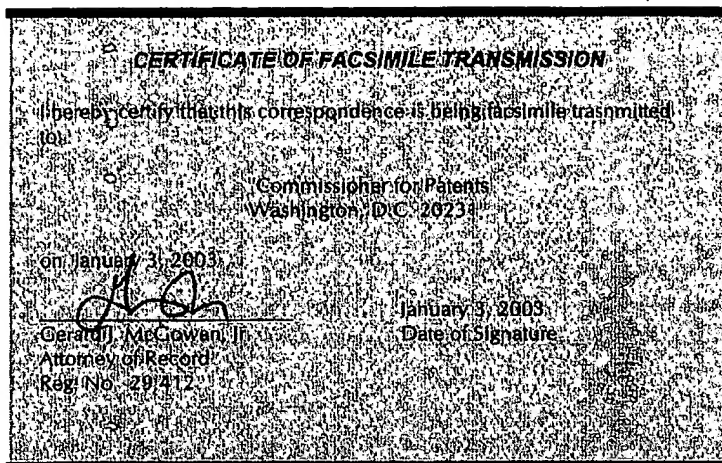 CERTIFICATE OF FACSIMILE TRANSMISSION
I hereby certify that this correspondence is being facsimile trasnmitted
to:
Commissioner for Patents
Washington, D.C. 20231
on January 3, 2003.
Gerard J. McGowan, Jr.
Attorney of Record
Reg. No. 29,412
January 3, 2003
Date of Signature